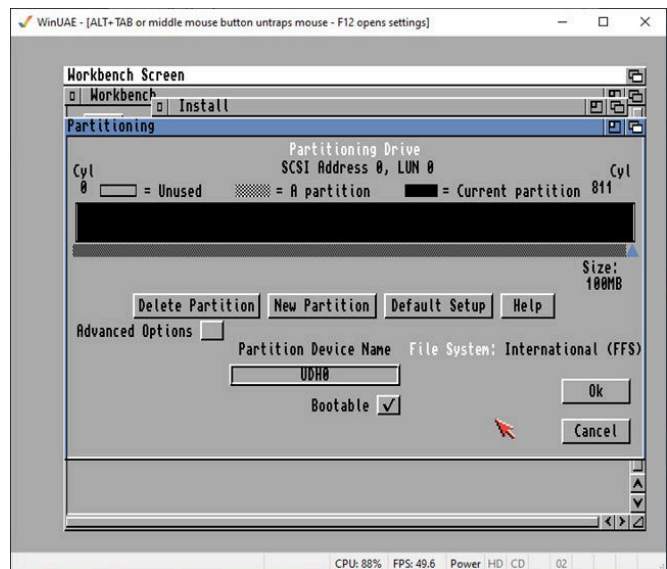 WinUAE - [ALT+TAB or middle mouse button untraps mouse - F12 opens settings]
Workbench Screen
Workbench
Install
Partitioning
Partitioning Drive
SCSI Address 0, LUN 0
Cyl Cyl
0 = Unused = A partition = Current partition 811
Size:
100MB
Delete Partition New Partition Default Setup Help
Advanced Options
Partition Device Name File System: International (FFS)
UDH0
Ok
Bootable
Cancel
CPU: 88% FPS: 49.6 Power HD CD 02